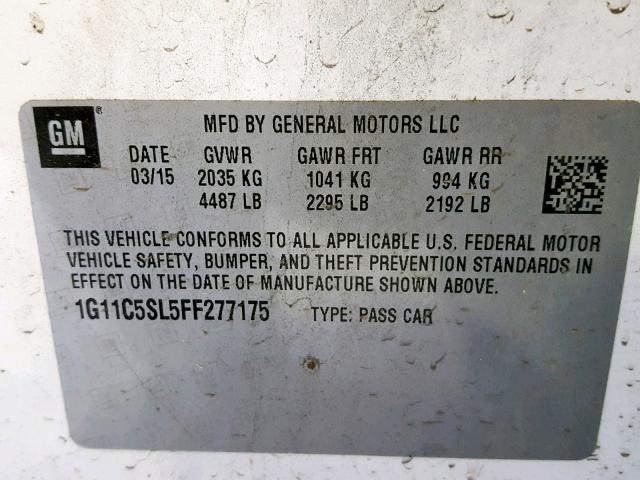 GM ®
MFD BY GENERAL MOTORS LLC
DATE GVWR GAWR FRT GAWR RR
03/15 2035 KG 1041 KG 994 KG
4487 LB 2295 LB 2192 LB
THIS VEHICLE CONFORMS TO ALL APPLICABLE U.S. FEDERAL MOTOR
VEHICLE SAFETY, BUMPER, AND THEFT PREVENTION STANDARDS IN
EFFECT ON THE DATE OF MANUFACTURE SHOWN ABOVE.
1G11C5SL5FF277175 TYPE: PASS CAR